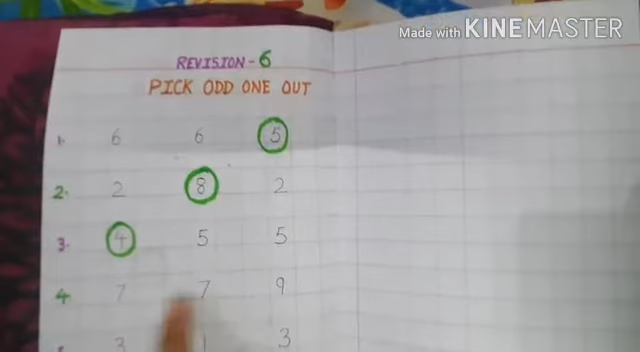 Made with KINEMASTER
REVISION - 6
PICK ODD ONE OUT
1. 6 6 5
2. 2 8 2
3. 4 5 5
4. 7 7 9
3 1 3